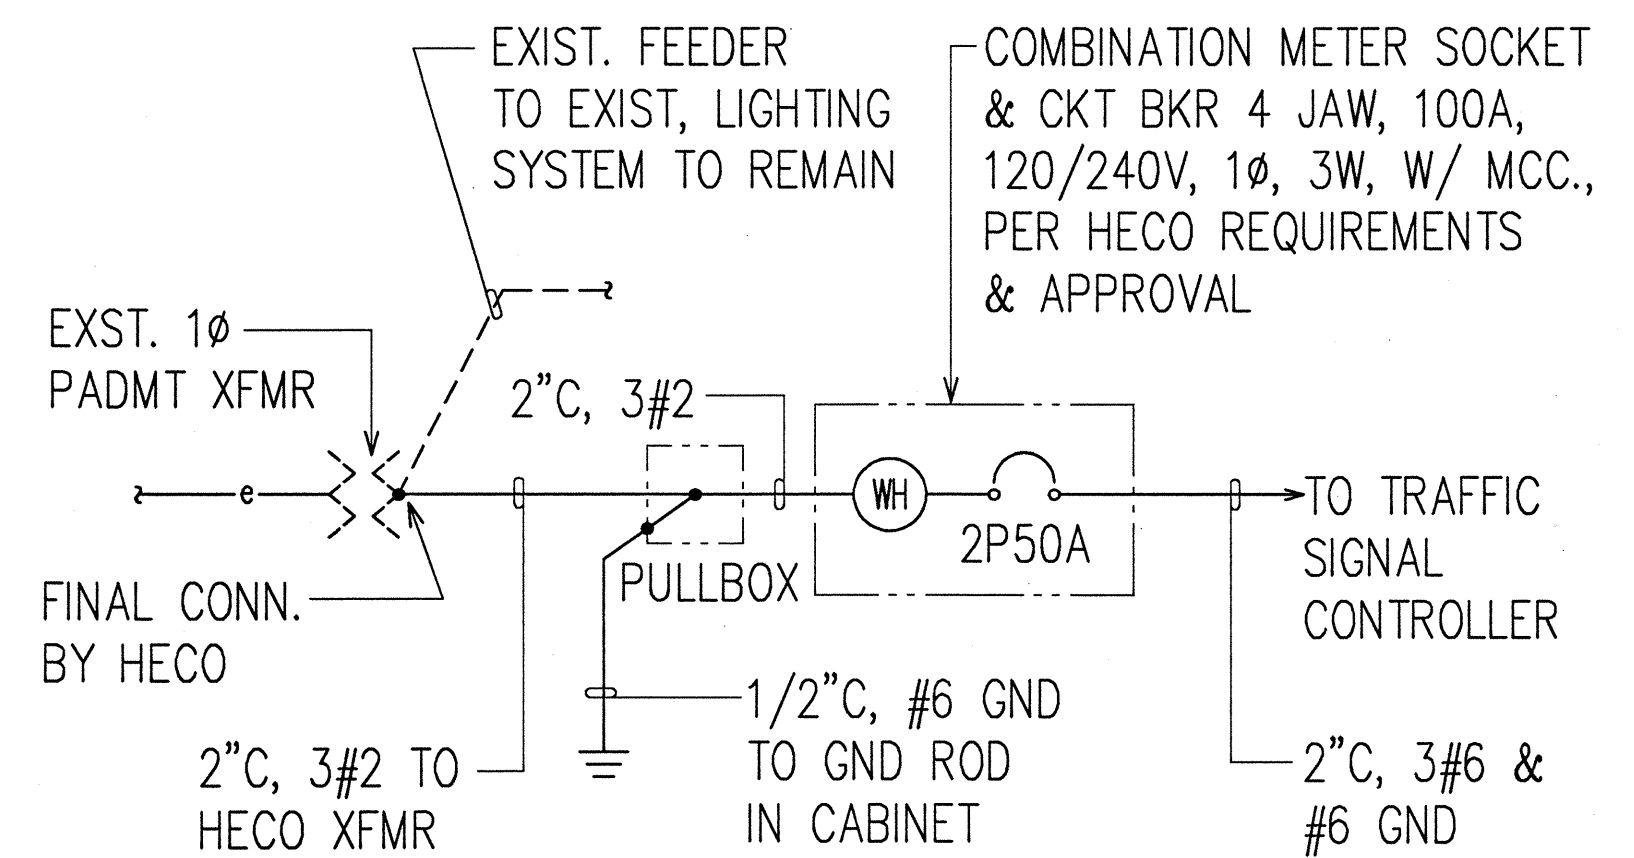 EXIST. FEEDER
TO EXIST, LIGHTING
SYSTEM TO REMAIN
COMBINATION METER SOCKET
& CKT BKR 4 JAW, 100A,
120/240V, 1ø, 3W, W/ MCC.,
PER HECO REQUIREMENTS
& APPROVAL
EXST. 1ø
PADMT XFMR
2"C, 3#2
e
WH
2P50A
TO TRAFFIC
SIGNAL
CONTROLLER
PULLBOX
FINAL CONN.
BY HECO
1/2"C, #6 GND
TO GND ROD
IN CABINET
2"C, 3#2 TO
HECO XFMR
2"C, 3#6 &
#6 GND